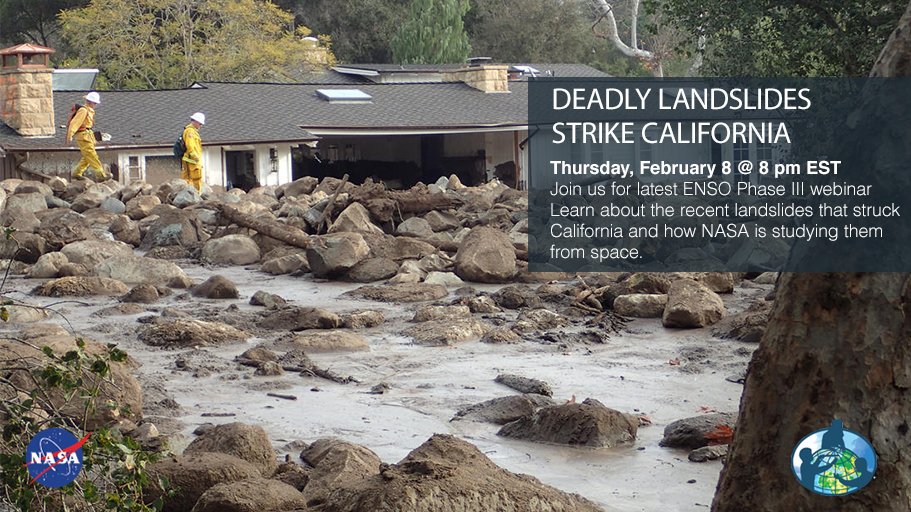 DEADLY LANDSLIDES
STRIKE CALIFORNIA
Thursday, February 8 @ 8 pm EST
Join us for latest ENSO Phase III webinar
Learn about the recent landslides that struck
California and how NASA is studying them
from space.
NASA